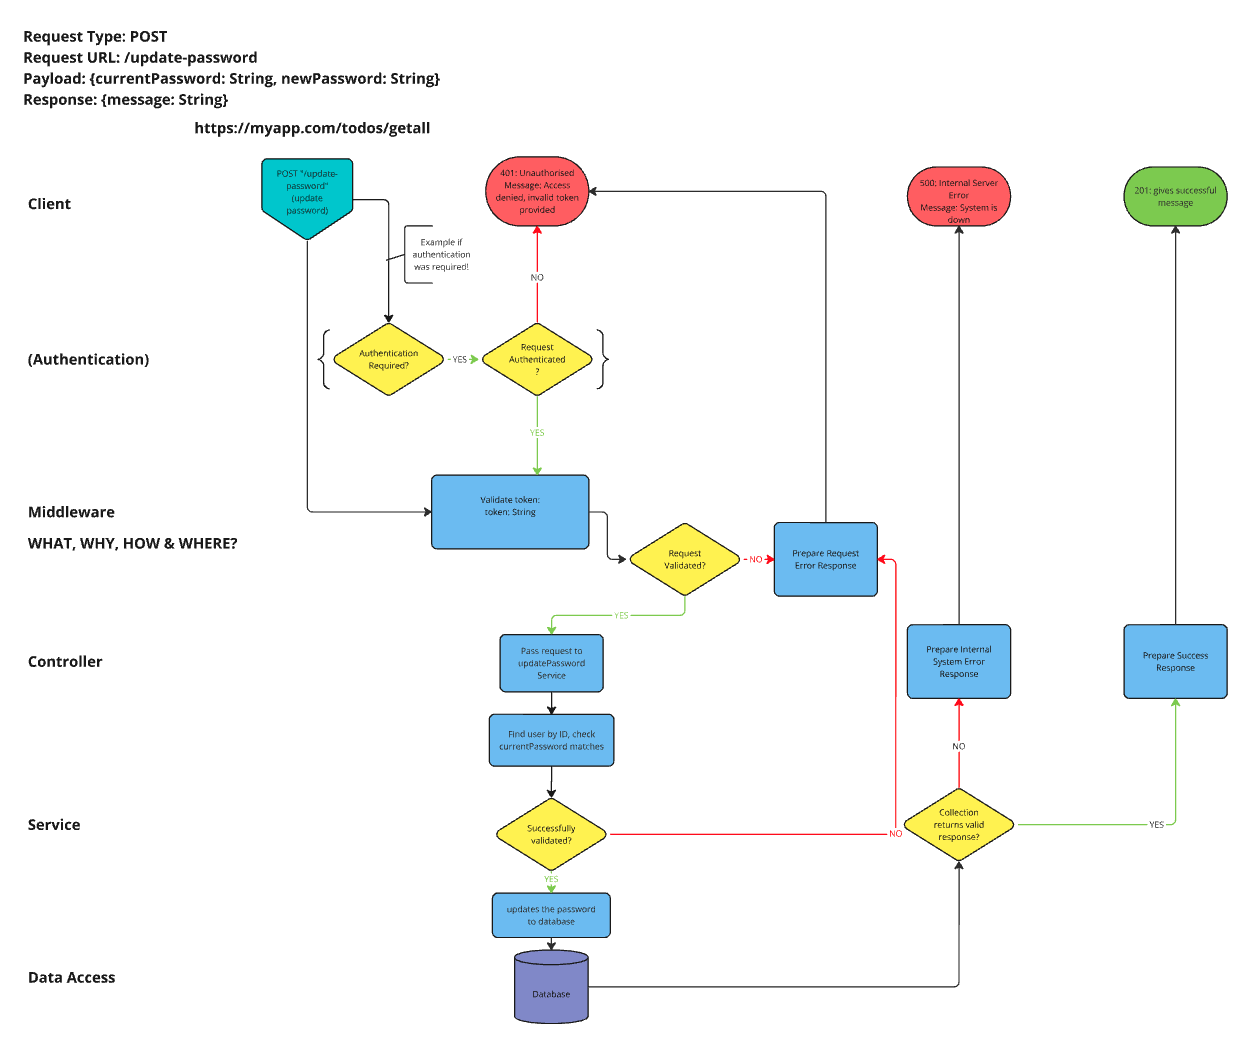 Request Type: POST
Request URL: /update-password
Payload: {currentPassword: String, newPassword: String}
Response: {message: String}
https://myapp.com/todos/getall
Client
POST "/update-
password"
(update
password)
401: Unauthorised
Message: Access
denied, invalid token
provided
500: Internal Server
Error
Message: System is
down
201: gives successful
message
Example if
authentication
was required!
NO
(Authentication)
Authentication
Required?
YES
Request
Authenticated
?
YES
Middleware
WHAT, WHY, HOW & WHERE?
Validate token:
token: String
Request
Validated?
NO
Prepare Request
Error Response
YES
Controller
Pass request to
updatePassword
Service
Prepare Internal
System Error
Response
Prepare Success
Response
Find user by ID, check
currentPassword matches
NO
Service
Successfully
validated?
NO
Collection
returns valid
response?
YES
YES
updates the password
to database
Data Access
Database